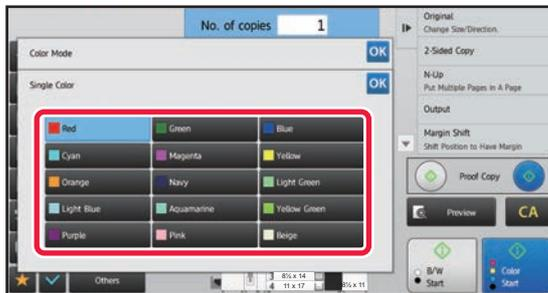 No. of copies 1
Original
Change Size/Direction.
Color Mode OK
2-Sided Copy
Single Color OK
N-Up
Put Multiple Pages in A Page
Output
Red Green Blue
Margin Shift
Shift Position to Have Margin
Cyan Magenta Yellow
Orange Navy Light Green
Proof Copy
Light Blue Aquamarine Yellow Green
Preview CA
Purple Pink Beige
Others
3 8½ x 14
4 11 x 17
8½ x 11
B/W
Start
Color
Start